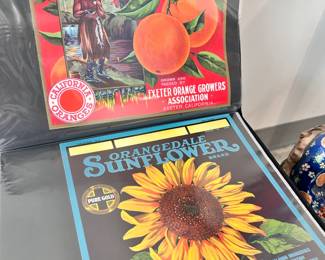 CALIFORNIA
ORANGES
GROWN AND
PACKED BY
EXETER ORANGE GROWERS
ASSOCIATION
EXETER, CALIFORNIA
ORANGEDALE
SUNFLOWER
BRAND
PURE GOLD